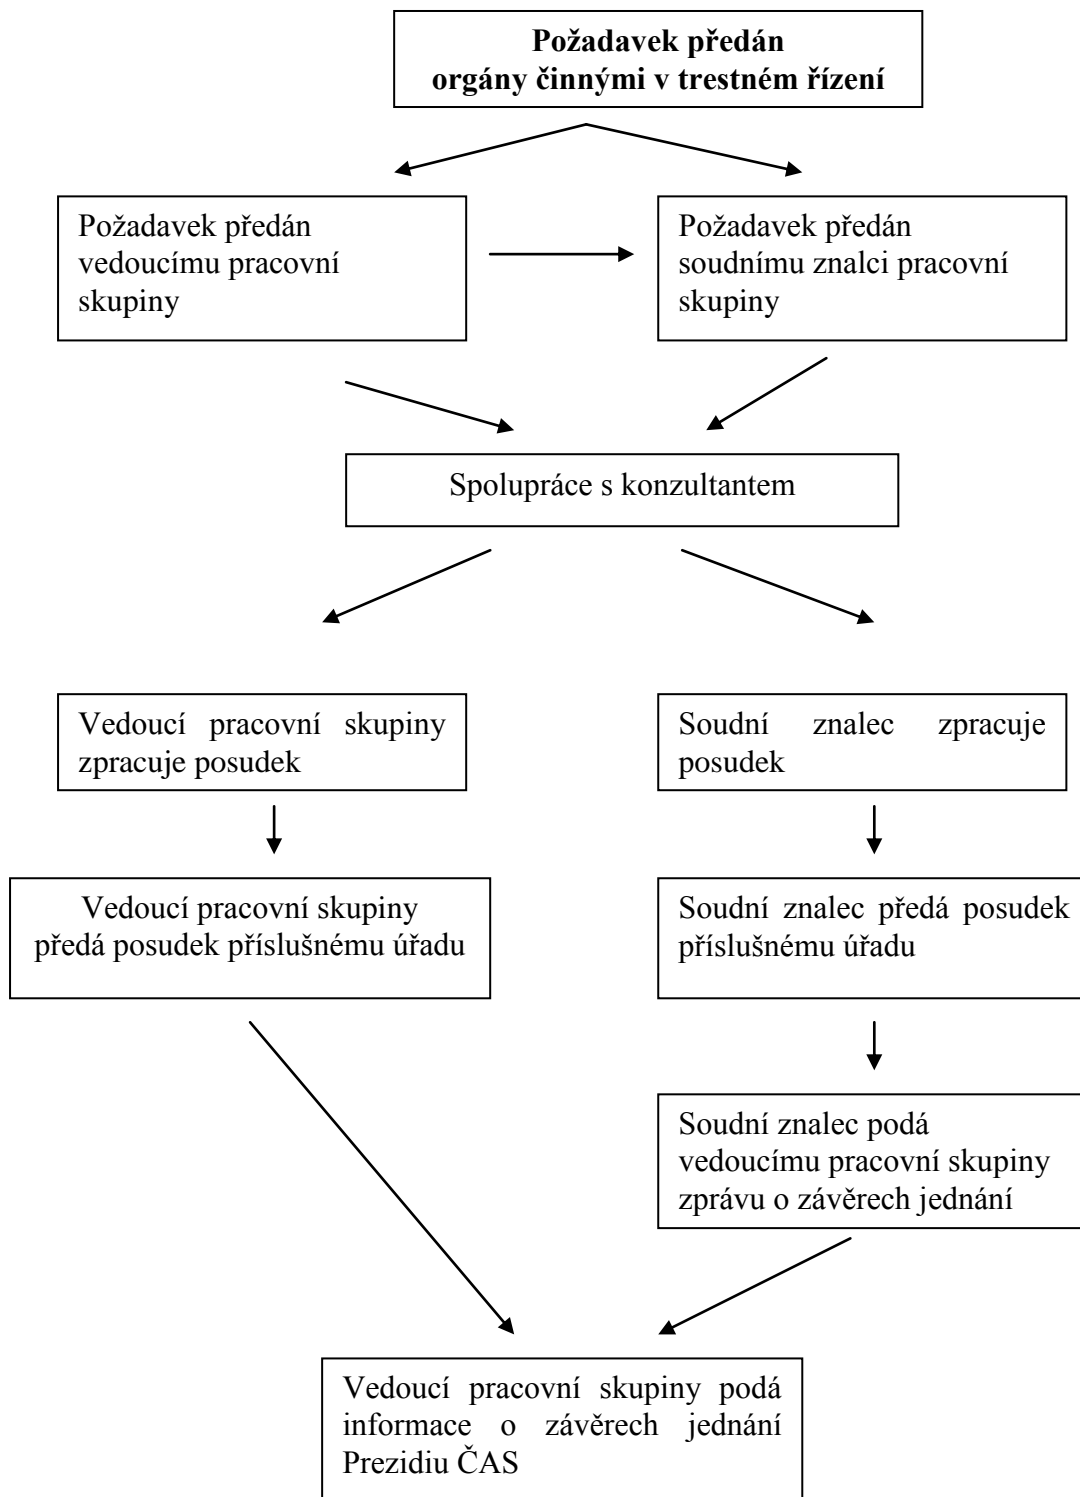 Požadavek předán
orgány činnými v trestném řízení
Požadavek předán
vedoucímu pracovní
skupiny
Požadavek předán
soudnímu znalci pracovní
skupiny
Spolupráce s konzultantem
Vedoucí pracovní skupiny
zpracuje posudek
Soudní znalec zpracuje
posudek
Vedoucí pracovní skupiny
předá posudek příslušnému úřadu
Soudní znalec předá posudek
příslušnému úřadu
Soudní znalec podá
vedoucímu pracovní skupiny
zprávu o závěrech jednání
Vedoucí pracovní skupiny podá
informace o závěrech jednání
Prezidiu ČAS